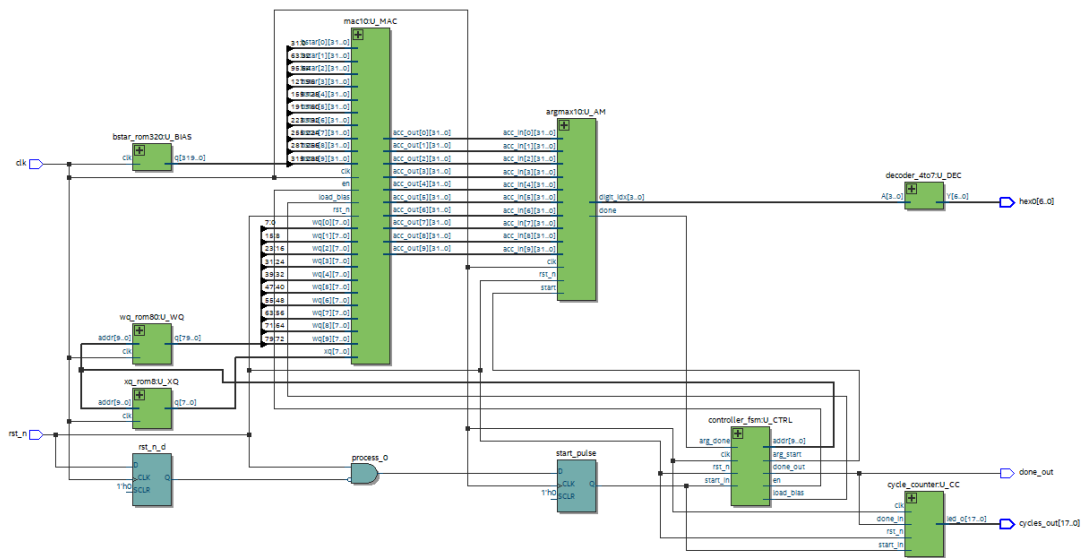 mac10:U_MAC
bstar[0][31..0]
bstar[1][31..0]
bstar[2][31..0]
bstar[3][31..0]
bstar[4][31..0]
bstar[6][31..0]
bstar[7][31..0]
bstar[8][31..0]
bstar[9][31..0]
clk
en
load_bias
rst_n
7:0 wq[0][7..0]
15:8 wq[1][7..0]
23:16 wq[2][7..0]
31:24 wq[3][7..0]
39:32 wq[4][7..0]
47:40 wq[5][7..0]
55:48 wq[6][7..0]
63:56 wq[7][7..0]
71:64 wq[8][7..0]
79:72 wq[9][7..0]
xq[7..0]
acc_out[0][31..0]
acc_out[1][31..0]
acc_out[2][31..0]
acc_out[3][31..0]
acc_out[4][31..0]
acc_out[5][31..0]
acc_out[6][31..0]
acc_out[7][31..0]
acc_out[8][31..0]
acc_out[9][31..0]
argmax10:U_AM
acc_in[0][31..0]
acc_in[1][31..0]
acc_in[2][31..0]
acc_in[3][31..0]
acc_in[4][31..0]
acc_in[5][31..0]
acc_in[6][31..0]
acc_in[7][31..0]
acc_in[8][31..0]
acc_in[9][31..0]
clk
rst_n
start
digit_idx[3..0]
done
bstar_rom320:U_BIAS
clk
q[319..0]
clk
decoder_4to7:U_DEC
A[3..0]
Y[6..0]
hex0[6..0]
wq_rom80:U_WQ
addr[9..0]
clk
q[79..0]
xq_rom8:U_XQ
addr[9..0]
clk
q[7..0]
rst_n
rst_n_d
D
CLK
1'h0
SCLR
Q
process_0
start_pulse
D
CLK
1'h0
SCLR
Q
controller_fsm:U_CTRL
arg_done
clk
rst_n
start_in
addr[9..0]
arg_start
done_out
en
load_bias
done_out
cycle_counter:U_CC
clk
done_in
rst_n
start_in
led_o[17..0]
cycles_out[17..0]